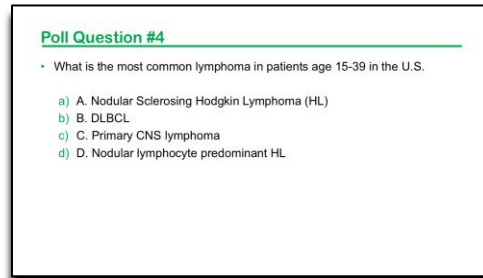 Poll Question #4
• What is the most common lymphoma in patients age 15-39 in the U.S.
a) A. Nodular Sclerosing Hodgkin Lymphoma (HL)
b) B. DLBCL
c) C. Primary CNS lymphoma
d) D. Nodular lymphocyte predominant HL